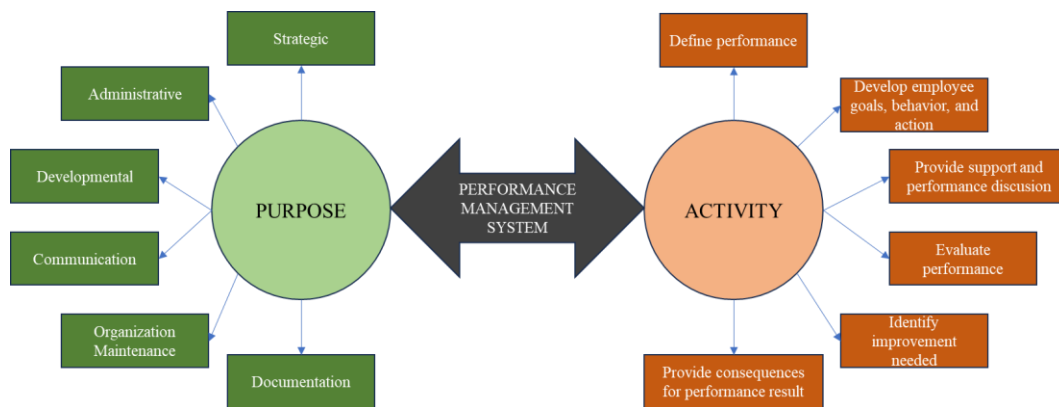 Strategic
Administrative
Developmental
Communication
Organization
Maintenance
Documentation
PURPOSE
PERFORMANCE
MANAGEMENT
SYSTEM
ACTIVITY
Define performance
Develop employee
goals, behavior, and
action
Provide support and
performance discusion
Evaluate
performance
Identify
improvement
needed
Provide consequences
for performance result